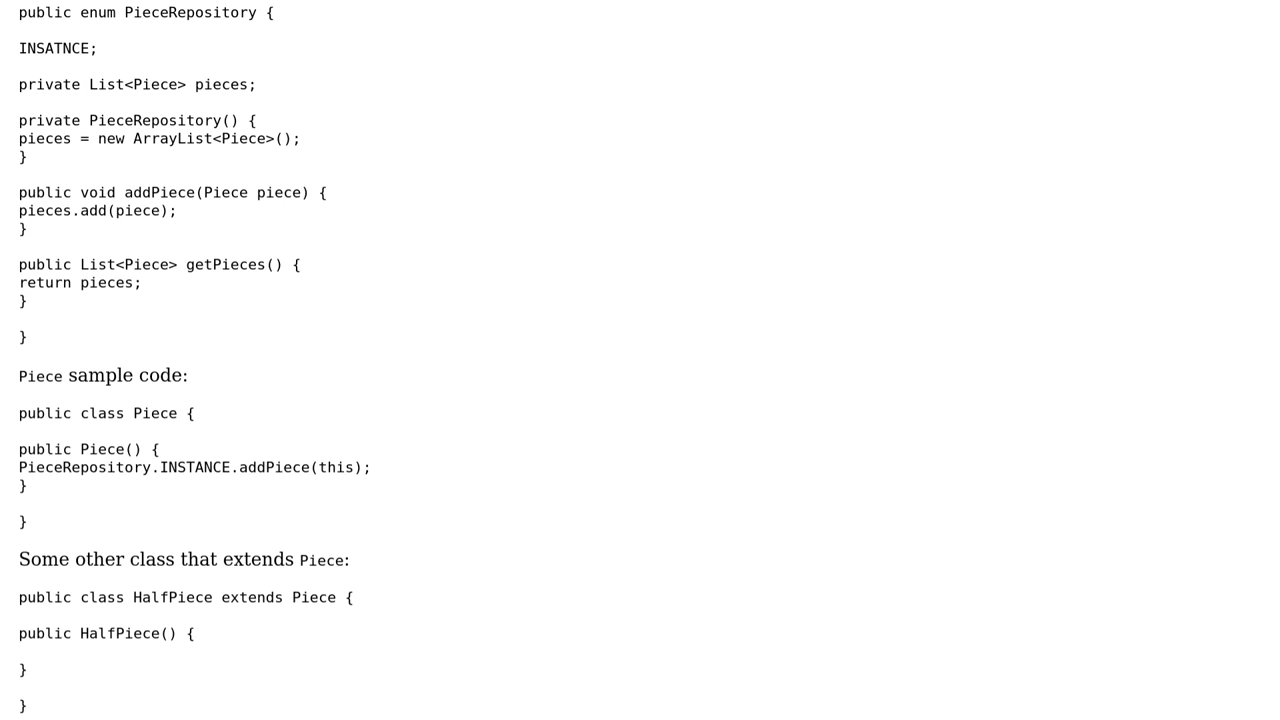 public enum PieceRepository {
INSATNCE;
private List<Piece> pieces;
private PieceRepository() {
pieces = new ArrayList<Piece>();
}
public void addPiece(Piece piece) {
pieces.add(piece);
}
public List<Piece> getPieces() {
return pieces;
}
}
Piece sample code:
public class Piece {
public Piece() {
PieceRepository.INSTANCE.addPiece(this);
}
}
Some other class that extends Piece:
public class HalfPiece extends Piece {
public HalfPiece() {
}
}